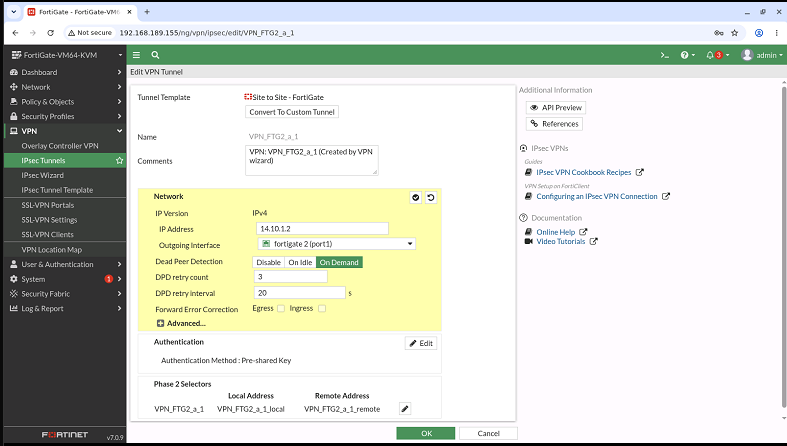 FortiGate - FortiGate-VM6
Not secure
192.168.189.155/ng/vpn/ipsec/edit/VPN_FTG2_a_1
FortiGate-VM64-KVM
3
admin
Dashboard
Network
Policy & Objects
Security Profiles
VPN
Overlay Controller VPN
IPsec Tunnels
IPsec Wizard
IPsec Tunnel Template
SSL-VPN Portals
SSL-VPN Settings
SSL-VPN Clients
VPN Location Map
User & Authentication
System 1
Security Fabric
Log & Report
FORTINET v7.0.9
Edit VPN Tunnel
Tunnel Template Site to Site - FortiGate
Convert To Custom Tunnel
Name VPN_FTG2_a_1
Comments VPN: VPN_FTG2_a_1 (Created by VPN
wizard)
Network
IP Version IPv4
IP Address 14.10.1.2
Outgoing Interface fortigate 2 (port1)
Dead Peer Detection Disable On Idle On Demand
DPD retry count 3
DPD retry interval 20 s
Forward Error Correction Egress Ingress
Advanced...
Authentication Edit
Authentication Method : Pre-shared Key
Phase 2 Selectors
Local Address Remote Address
VPN_FTG2_a_1 VPN_FTG2_a_1_local VPN_FTG2_a_1_remote
OK Cancel
Additional Information
API Preview
References
IPsec VPNs
Guides
IPsec VPN Cookbook Recipes
VPN Setup on FortiClient
Configuring an IPsec VPN Connection
Documentation
Online Help
Video Tutorials